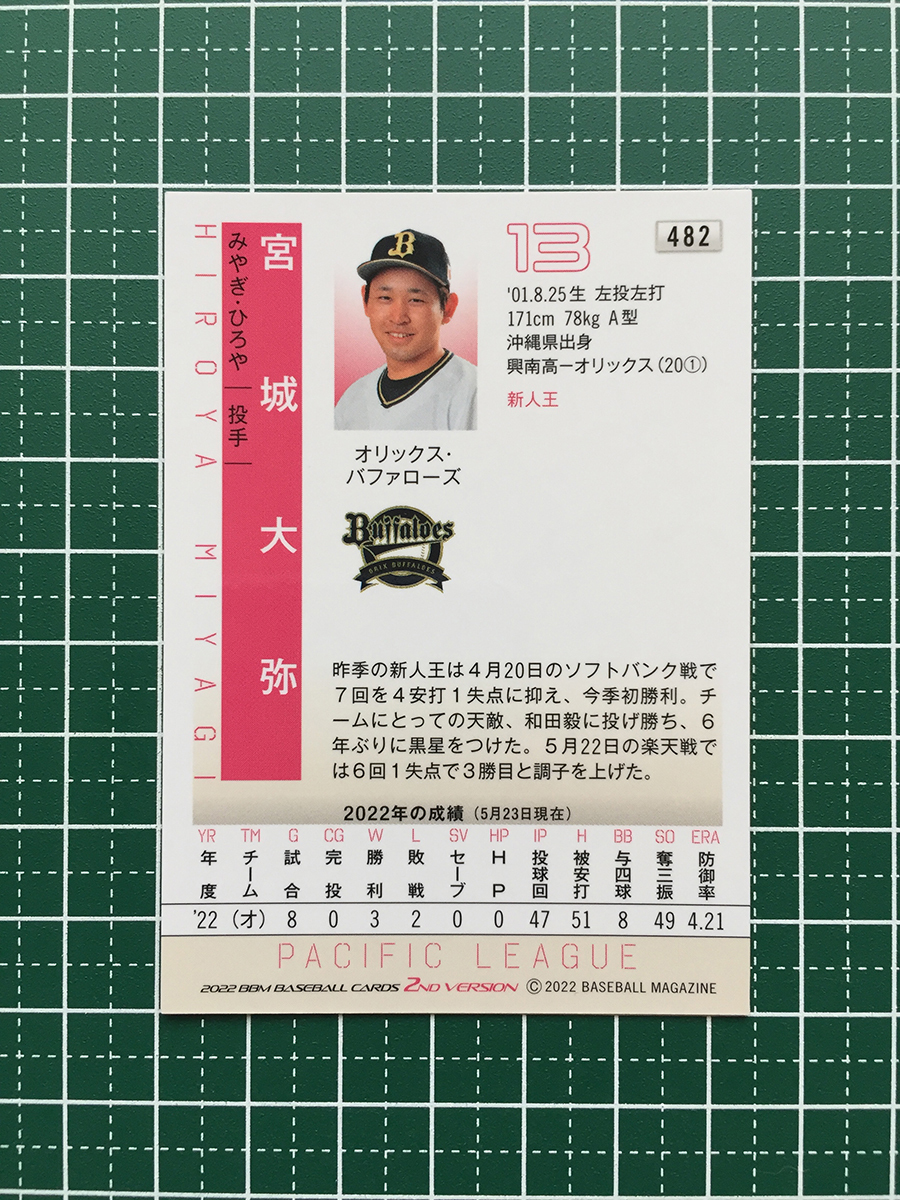 HIROYA MIYAGI
みやぎ・ひろや 投手
宮城大弥
B
13
482
'01.8.25生 左投左打
171cm 78kg A型
沖縄県出身
興南高ーオリックス(20①)
新人王
オリックス・
バファローズ
Buffaloes
ORIX BUFFALOES
昨季の新人王は4月20日のソフトバンク戦で
7回を4安打1失点に抑え、今季初勝利。チ
ームにとっての天敵、和田毅に投げ勝ち、6
年ぶりに黒星をつけた。5月22日の楽天戦で
は6回1失点で3勝目と調子を上げた。
2022年の成績(5月23日現在)
YR TM G CG W L SV HP IP H BB SO ERA
年度 チーム 試合 完投 勝利 敗戦 セーブ HP 投球回 被安打 与四球 奪三振 防御率
'22 (オ) 8 0 3 2 0 0 47 51 8 49 4.21
PACIFIC LEAGUE
2022 BBM BASEBALL CARDS 2ND VERSION ©2022 BASEBALL MAGAZINE